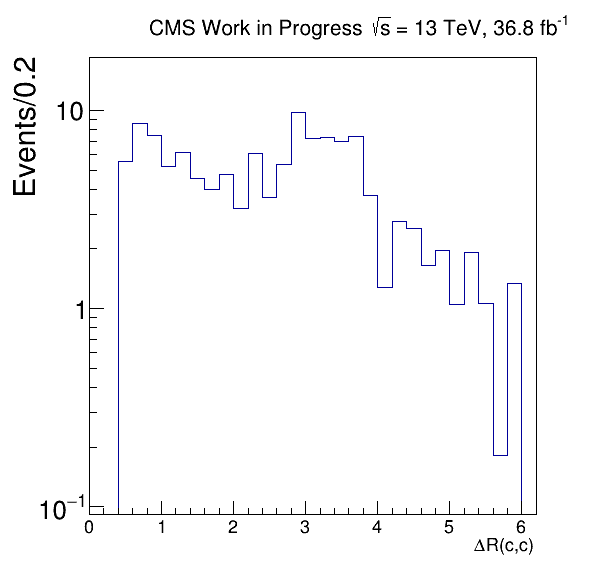 CMS Work in Progress √s = 13 TeV, 36.8 fb⁻¹
Events/0.2
10
1
10⁻¹
0 1 2 3 4 5 6
ΔR(c,c)